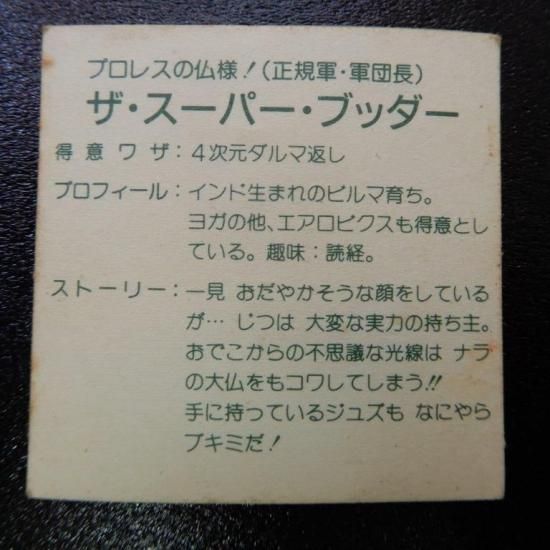 プロレスの仏様!(正規軍・軍団長)
ザ・スーパー・ブッダー
得意ワザ:4次元ダルマ返し
プロフィール:インド生まれのビルマ育ち。
ヨガの他、エアロビクスも得意とし
ている。趣味:読経。
ストーリー:一見 おだやかそうな顔をしている
が… じつは 大変な実力の持ち主。
おでこからの不思議な光線は ナラ
の大仏をもコワしてしまう!!
手に持っているジュズも なにやら
ブキミだ!